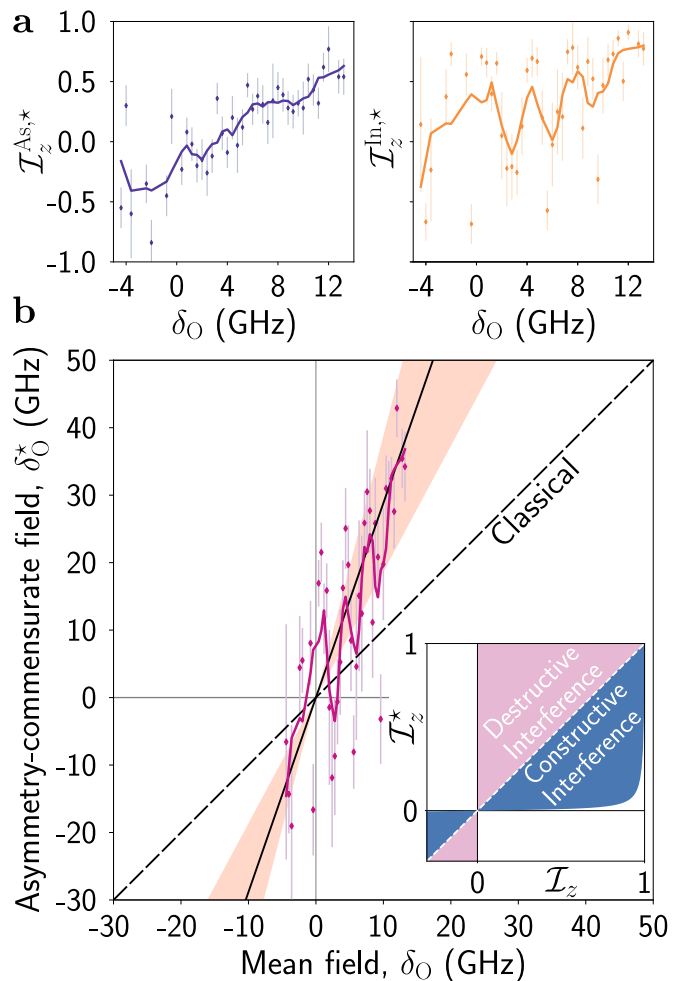 a
1.0
0.5
0.0
-0.5
-1.0
𝓘_z^{As,⋆}
-4 0 4 8 12
δ_O (GHz)
𝓘_z^{In,⋆}
-4 0 4 8 12
δ_O (GHz)
b
50
40
30
20
10
0
-10
-20
-30
Asymmetry-commensurate field, δ_O^⋆ (GHz)
Classical
1
0
𝓘_z^⋆
Destructive
Interference
Constructive
Interference
0 1
𝓘_z
-30 -20 -10 0 10 20 30 40 50
Mean field, δ_O (GHz)